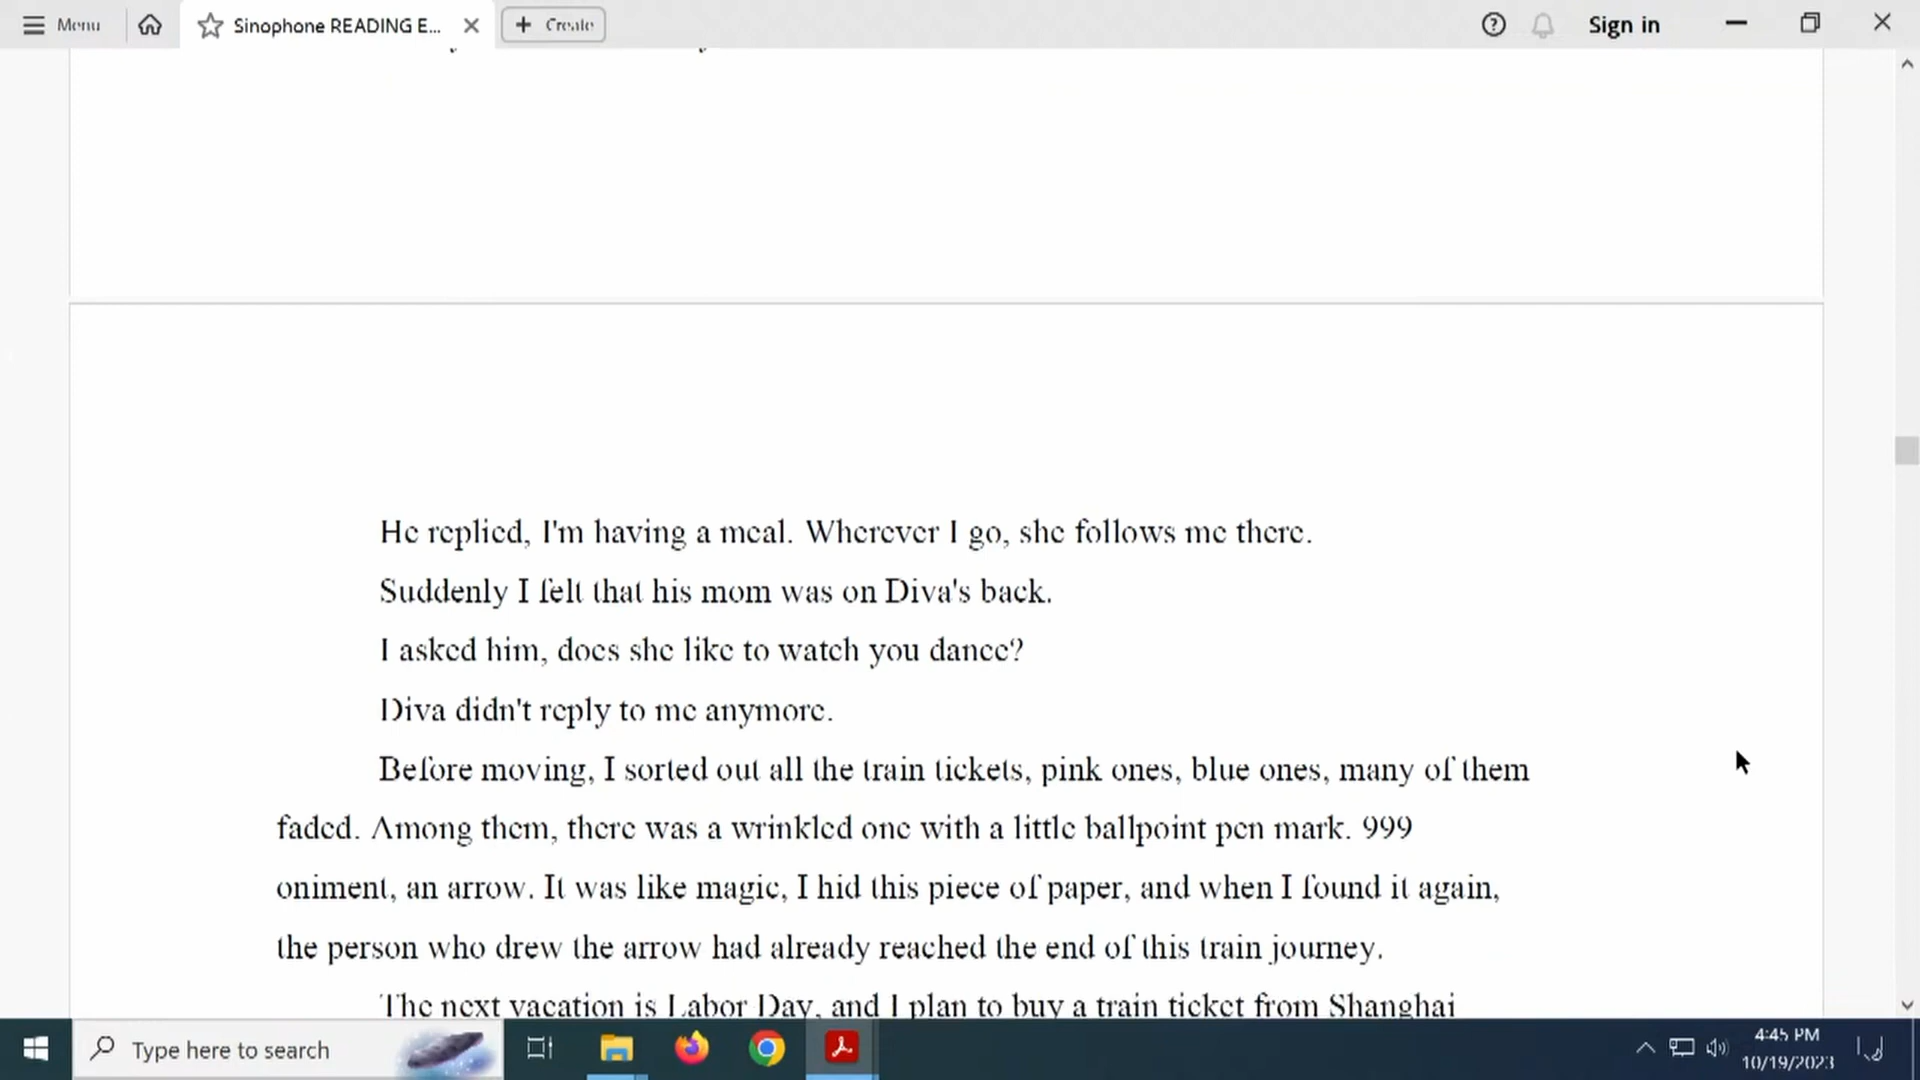 Menu
Sinophone READING E...
Create
Sign in
He replied, I'm having a meal. Wherever I go, she follows me there.
Suddenly I felt that his mom was on Diva's back.
I asked him, does she like to watch you dance?
Diva didn't reply to me anymore.
Before moving, I sorted out all the train tickets, pink ones, blue ones, many of them
faded. Among them, there was a wrinkled one with a little ballpoint pen mark. 999
oniment, an arrow. It was like magic, I hid this piece of paper, and when I found it again,
the person who drew the arrow had already reached the end of this train journey.
The next vacation is Labor Day, and I plan to buy a train ticket from Shanghai
Type here to search
4:45 PM
10/19/2023